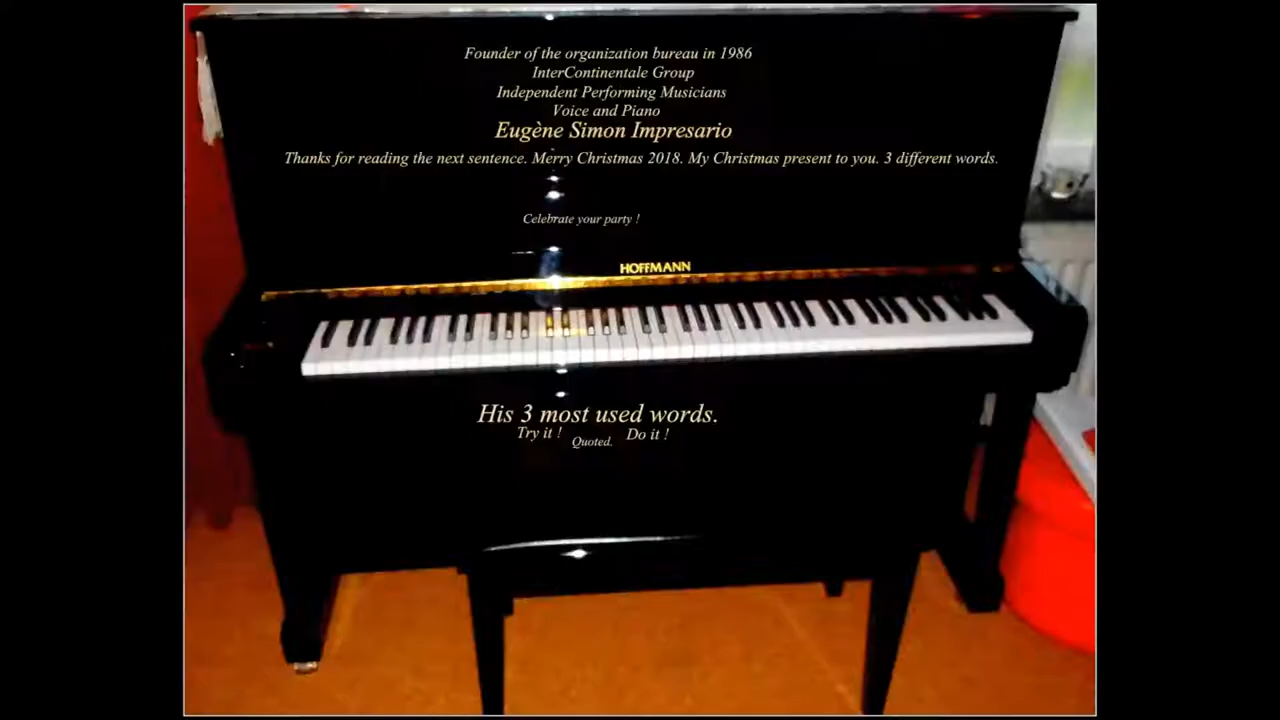 Founder of the organization bureau in 1986
InterContinentale Group
Independent Performing Musicians
Voice and Piano
Eugène Simon Impresario
Thanks for reading the next sentence. Merry Christmas 2018. My Christmas present to you. 3 different words.
Celebrate your party !
HOFFMANN
His 3 most used words.
Try it ! Quoted. Do it !